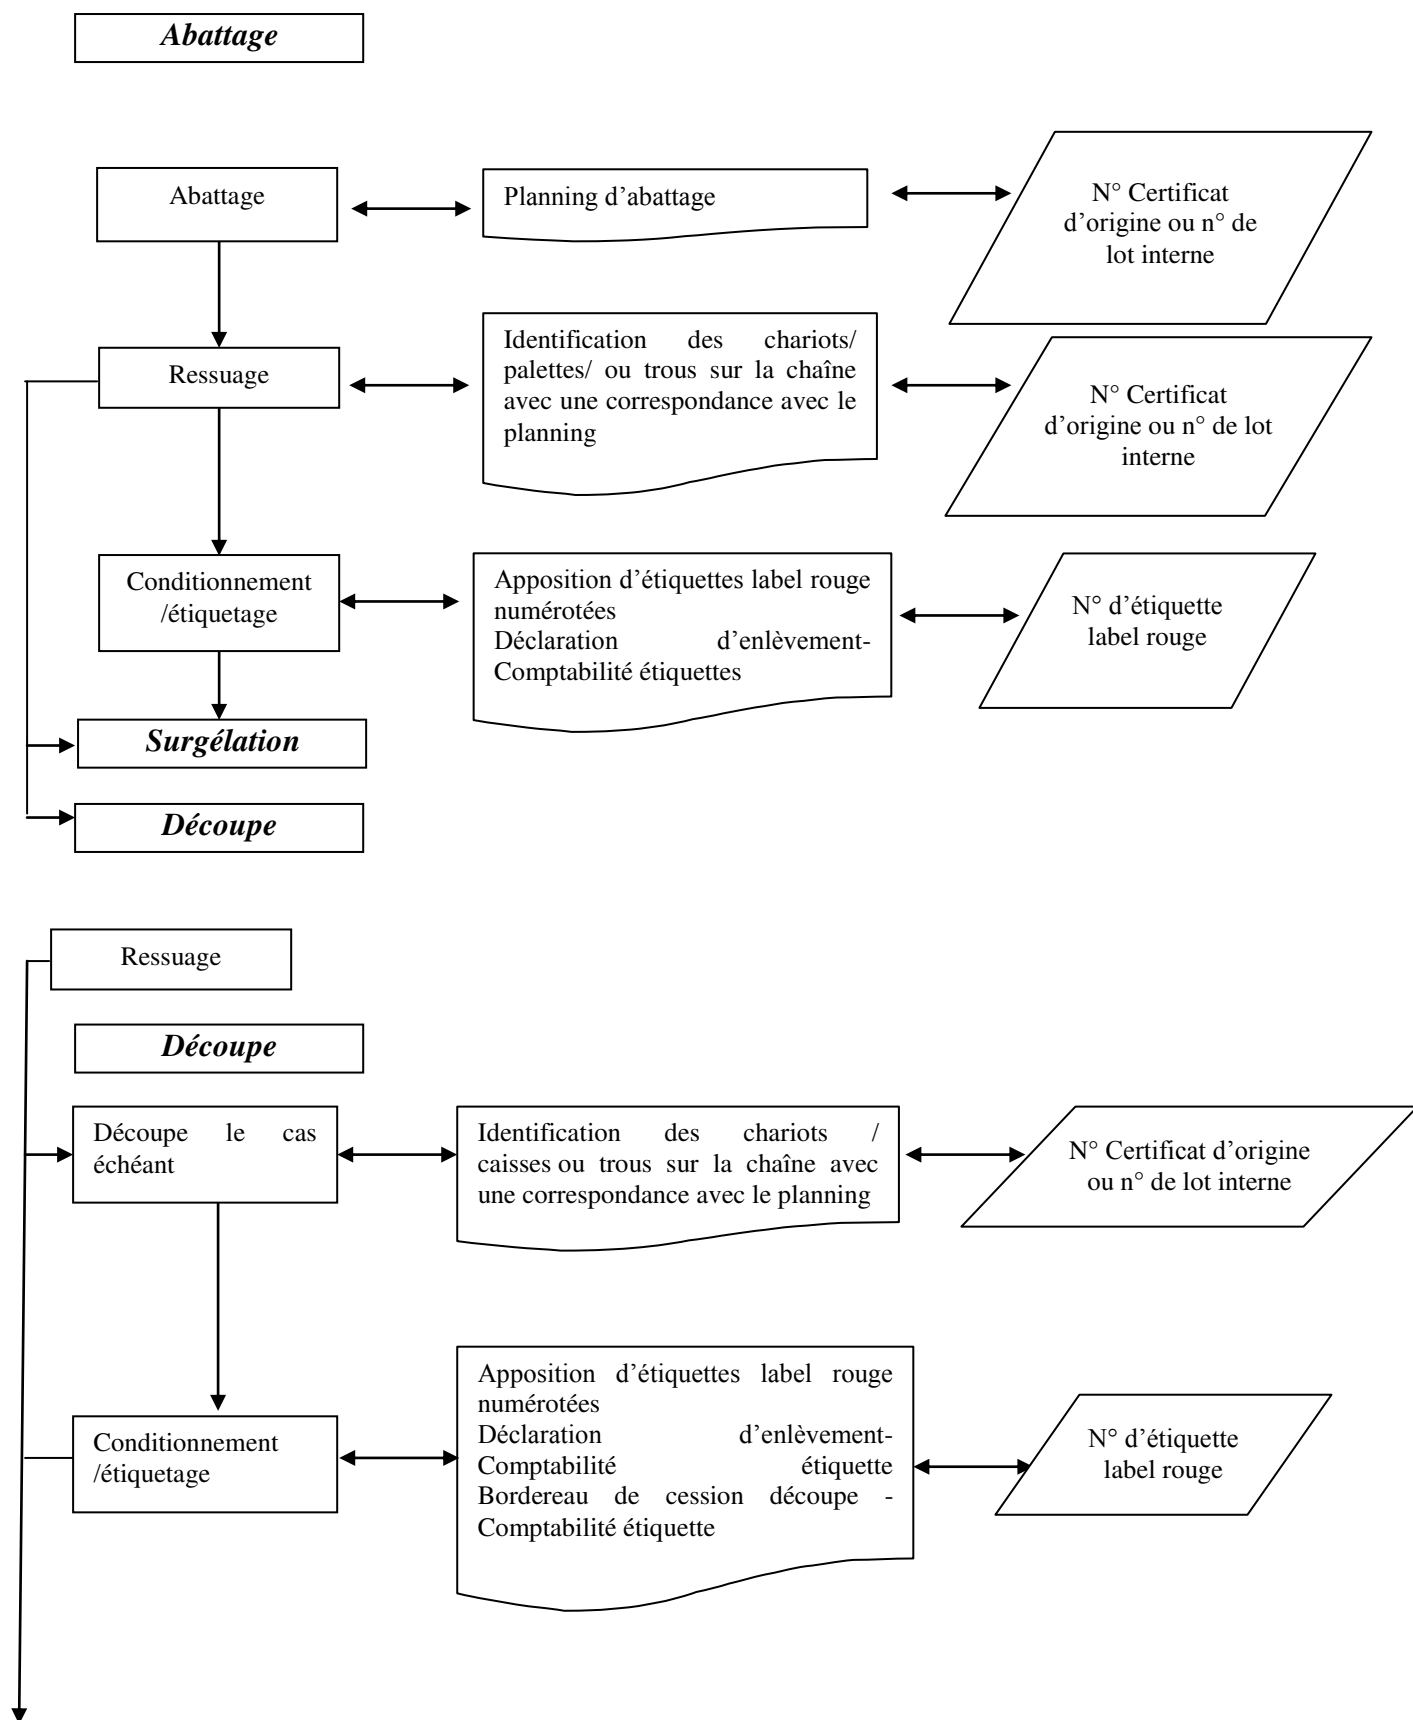 Abattage
Abattage
Planning d’abattage
N° Certificat
d’origine ou n° de
lot interne
Ressuage
Identification des chariots/
palettes/ ou trous sur la chaîne
avec une correspondance avec le
planning
N° Certificat
d’origine ou n° de lot
interne
Conditionnement
/étiquetage
Apposition d’étiquettes label rouge
numérotées
Déclaration d’enlèvement-
Comptabilité étiquettes
N° d’étiquette
label rouge
Surgélation
Découpe
Ressuage
Découpe
Découpe le cas
échéant
Identification des chariots /
caisses ou trous sur la chaîne avec
une correspondance avec le planning
N° Certificat d’origine
ou n° de lot interne
Conditionnement
/étiquetage
Apposition d’étiquettes label rouge
numérotées
Déclaration d’enlèvement-
Comptabilité étiquette
Bordereau de cession découpe -
Comptabilité étiquette
N° d’étiquette
label rouge